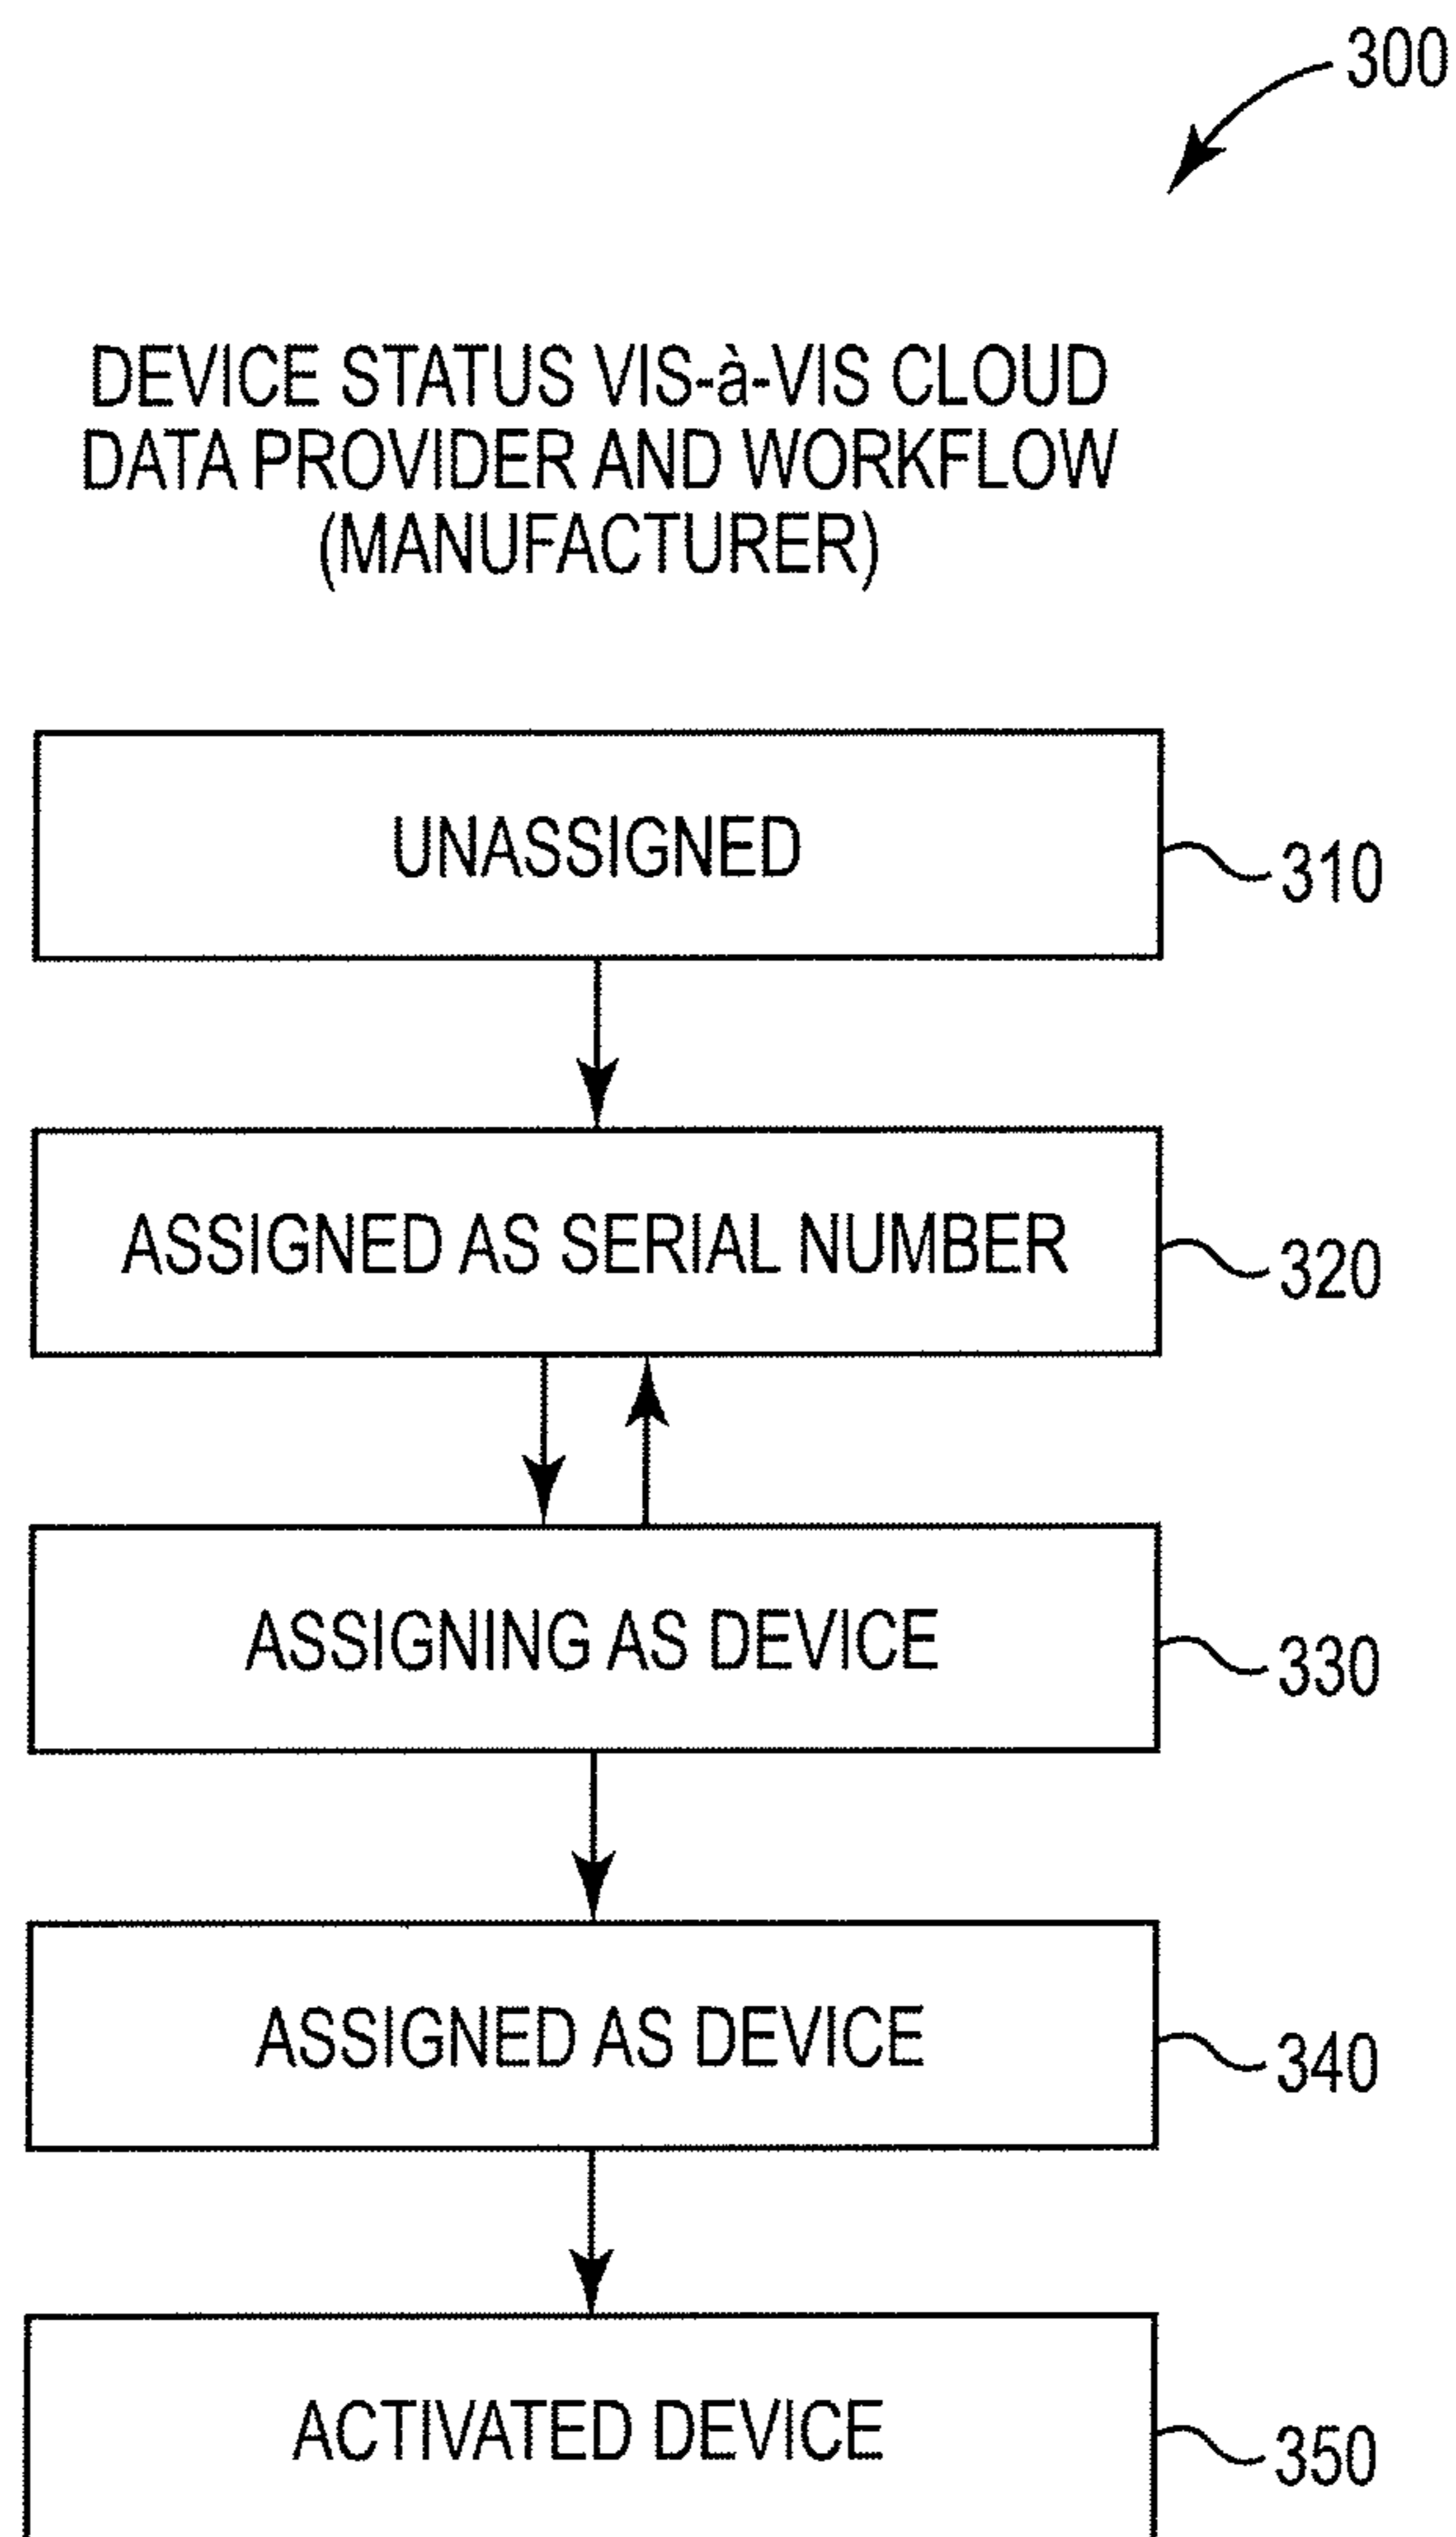 300
DEVICE STATUS VIS-à-VIS CLOUD
DATA PROVIDER AND WORKFLOW
(MANUFACTURER)
UNASSIGNED
310
ASSIGNED AS SERIAL NUMBER
320
ASSIGNING AS DEVICE
330
ASSIGNED AS DEVICE
340
ACTIVATED DEVICE
350